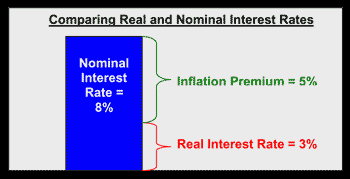 Comparing Real and Nominal Interest Rates
Nominal
Interest
Rate =
8%
Inflation Premium = 5%
Real Interest Rate = 3%